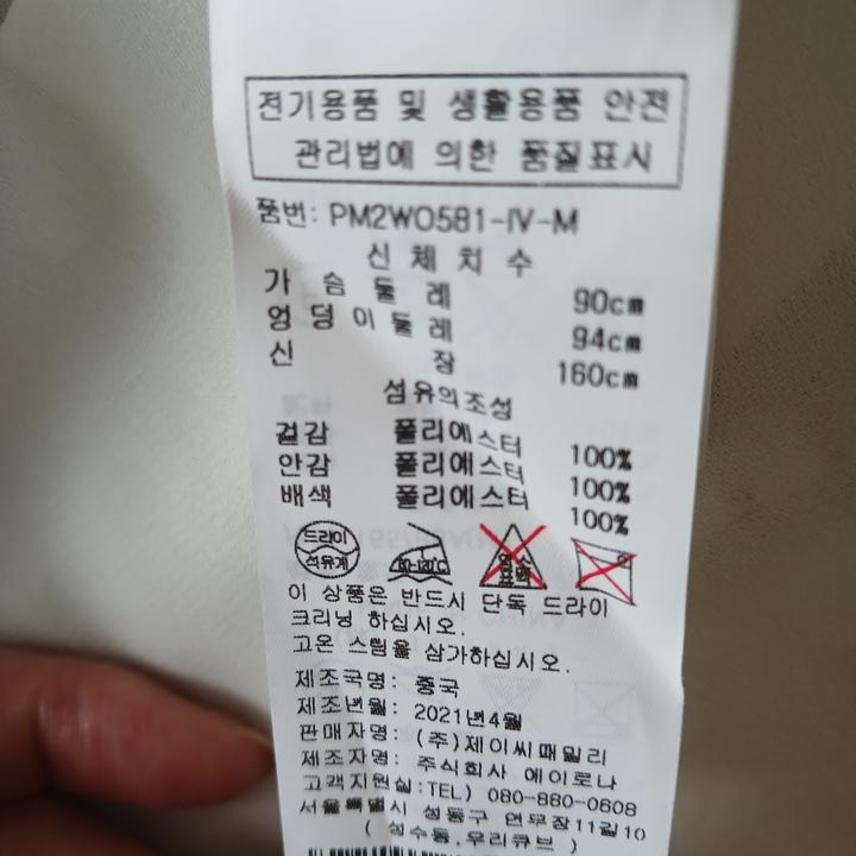 전기용품 및 생활용품 안전
관리법에 의한 품질표시
품번: PM2WO581-IV-M
신체치수
가슴둘레 90cm
엉덩이둘레 94cm
신장 160cm
섬유의조성
겉감 폴리에스터 100%
안감 폴리에스터 100%
배색 폴리에스터 100%
드라이
석유계
80-120℃
염소
표백
이 상품은 반드시 단독 드라이
크리닝 하십시오.
고온 스팀을 삼가하십시오.
제조국명: 중국
제조년월: 2021년4월
판매자명: (주)제이씨패밀리
제조자명: 주식회사 에이로나
고객지원실:TEL) 080-880-0608
서울특별시 성동구 연무장11길10
( 성수동,우리큐브 )